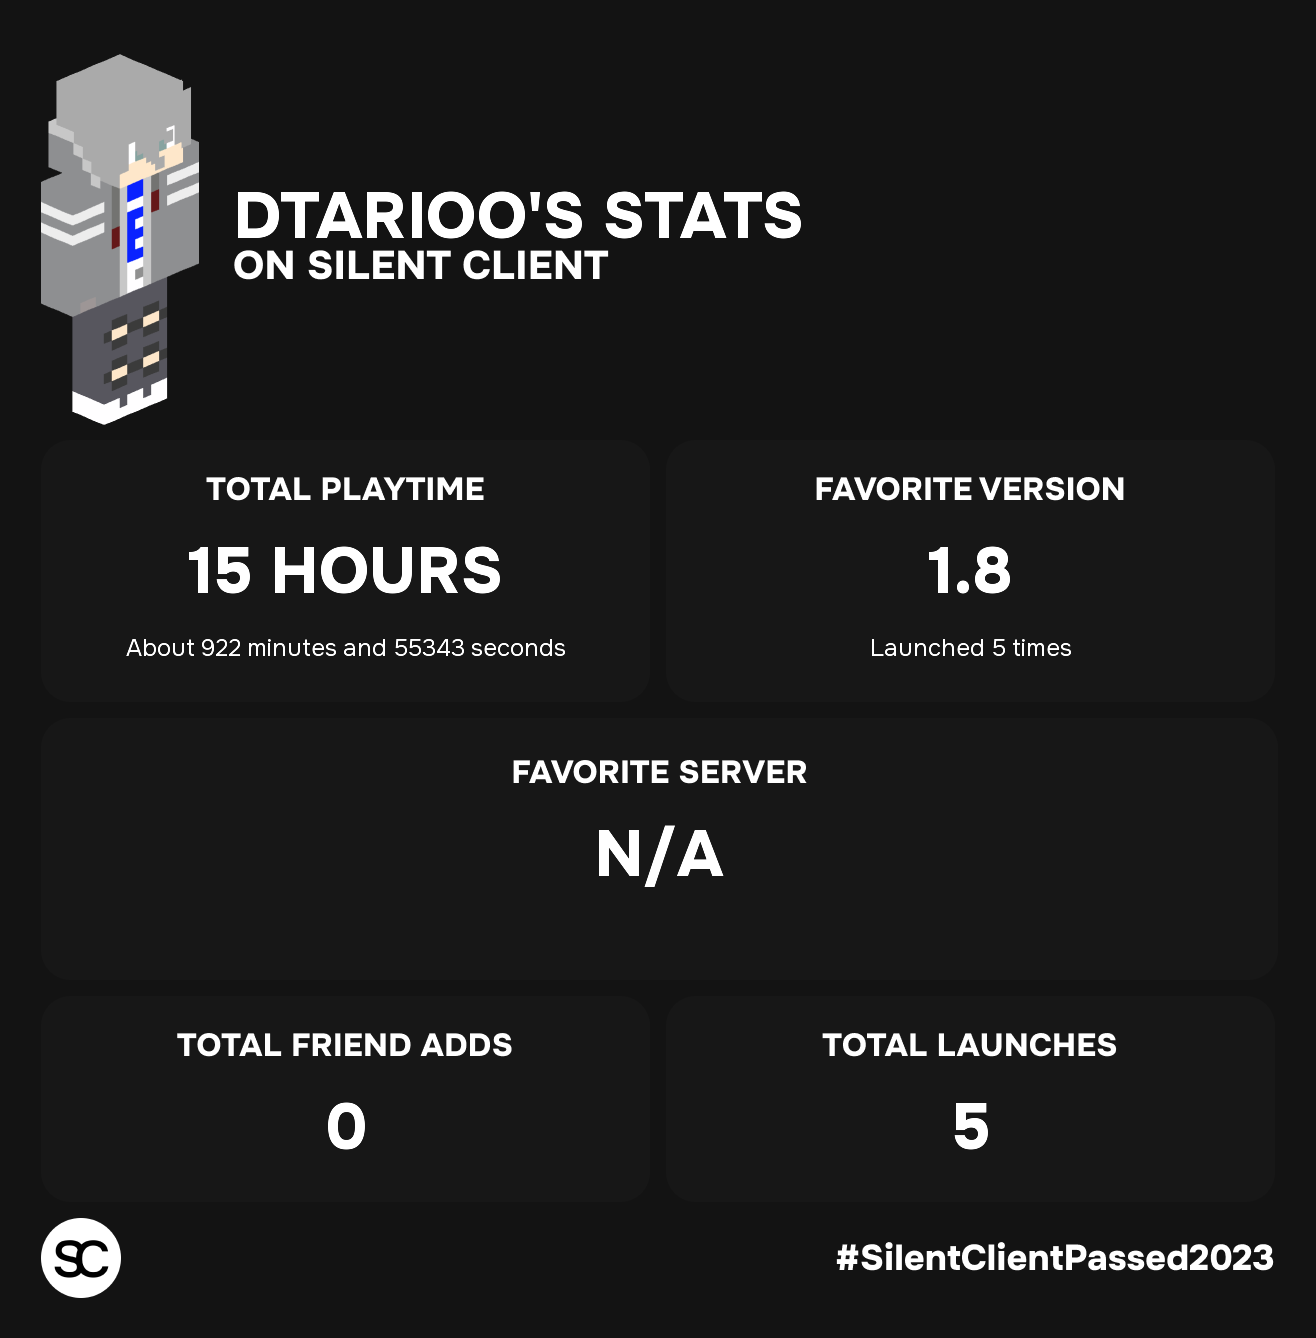 DTARIOO'S STATS
ON SILENT CLIENT
TOTAL PLAYTIME
15 HOURS
About 922 minutes and 55343 seconds
FAVORITE VERSION
1.8
Launched 5 times
FAVORITE SERVER
N/A
TOTAL FRIEND ADDS
0
TOTAL LAUNCHES
5
SC
#SilentClientPassed2023